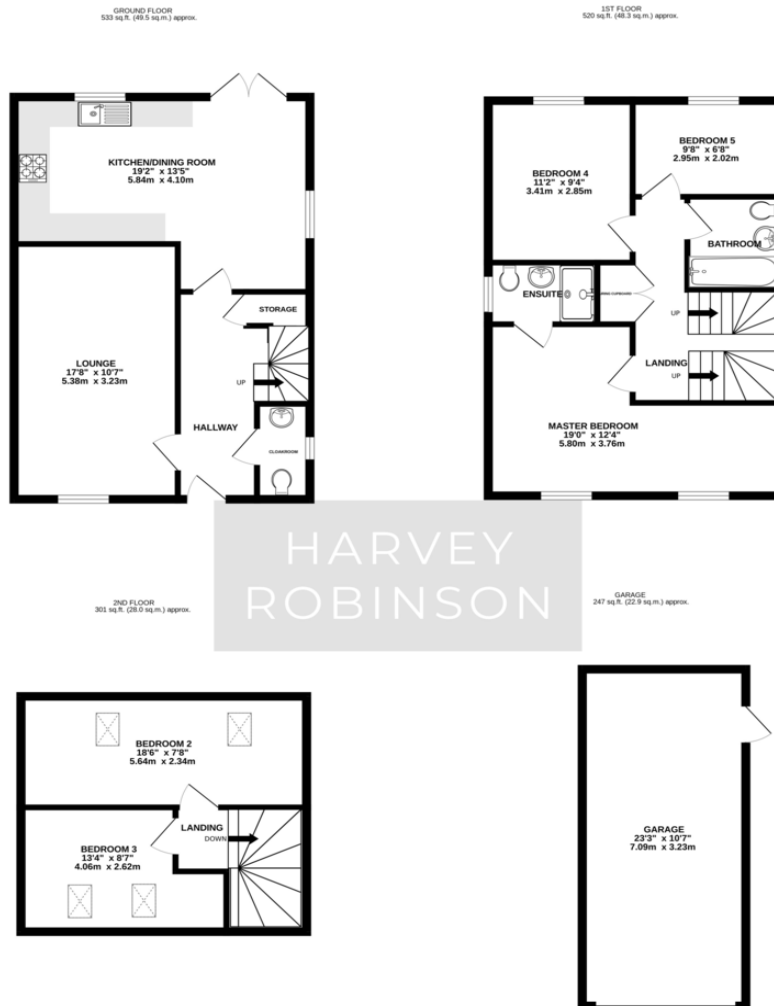 GROUND FLOOR
533 sq.ft. (49.5 sq.m.) approx.
KITCHEN/DINING ROOM
19'2" x 13'5"
5.84m x 4.10m
STORAGE
LOUNGE
17'8" x 10'7"
5.38m x 3.23m
UP
HALLWAY
CLOAKROOM
1ST FLOOR
520 sq.ft. (48.3 sq.m.) approx.
BEDROOM 5
9'8" x 6'8"
2.95m x 2.02m
BEDROOM 4
11'2" x 9'4"
3.41m x 2.85m
BATHROOM
ENSUITE
CUPBOARD
UP
LANDING
UP
MASTER BEDROOM
19'0" x 12'4"
5.80m x 3.76m
HARVEY
ROBINSON
2ND FLOOR
301 sq.ft. (28.0 sq.m.) approx.
BEDROOM 2
18'6" x 7'8"
5.64m x 2.34m
LANDING
DOWN
BEDROOM 3
13'4" x 8'7"
4.06m x 2.62m
GARAGE
247 sq.ft. (22.9 sq.m.) approx.
GARAGE
23'3" x 10'7"
7.09m x 3.23m